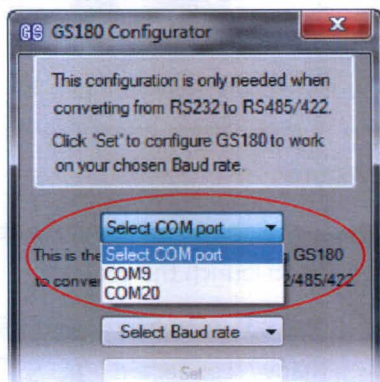 GS GS180 Configurator
This configuration is only needed when
converting from RS232 to RS485/422.
Click "Set" to configure GS180 to work
on your chosen Baud rate.
Select COM port
This is the Select COM port g GS180
COM9
to conver 2/485/422
COM20
Select Baud rate
Set